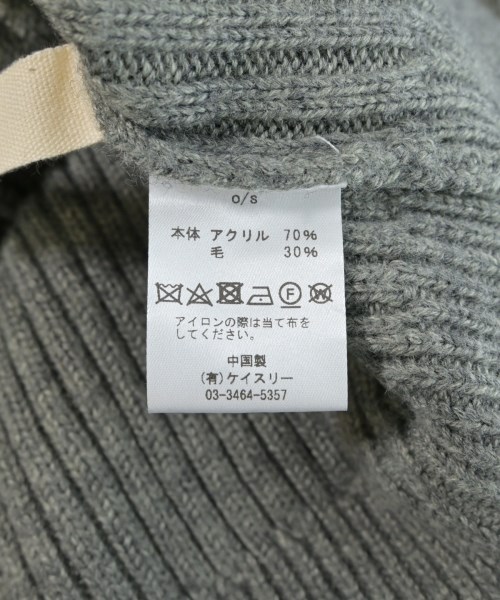 o/s
本体 アクリル 70%
毛 30%
F W
アイロンの際は当て布を
してください。
中国製
(有)ケイスリー
03-3464-5357